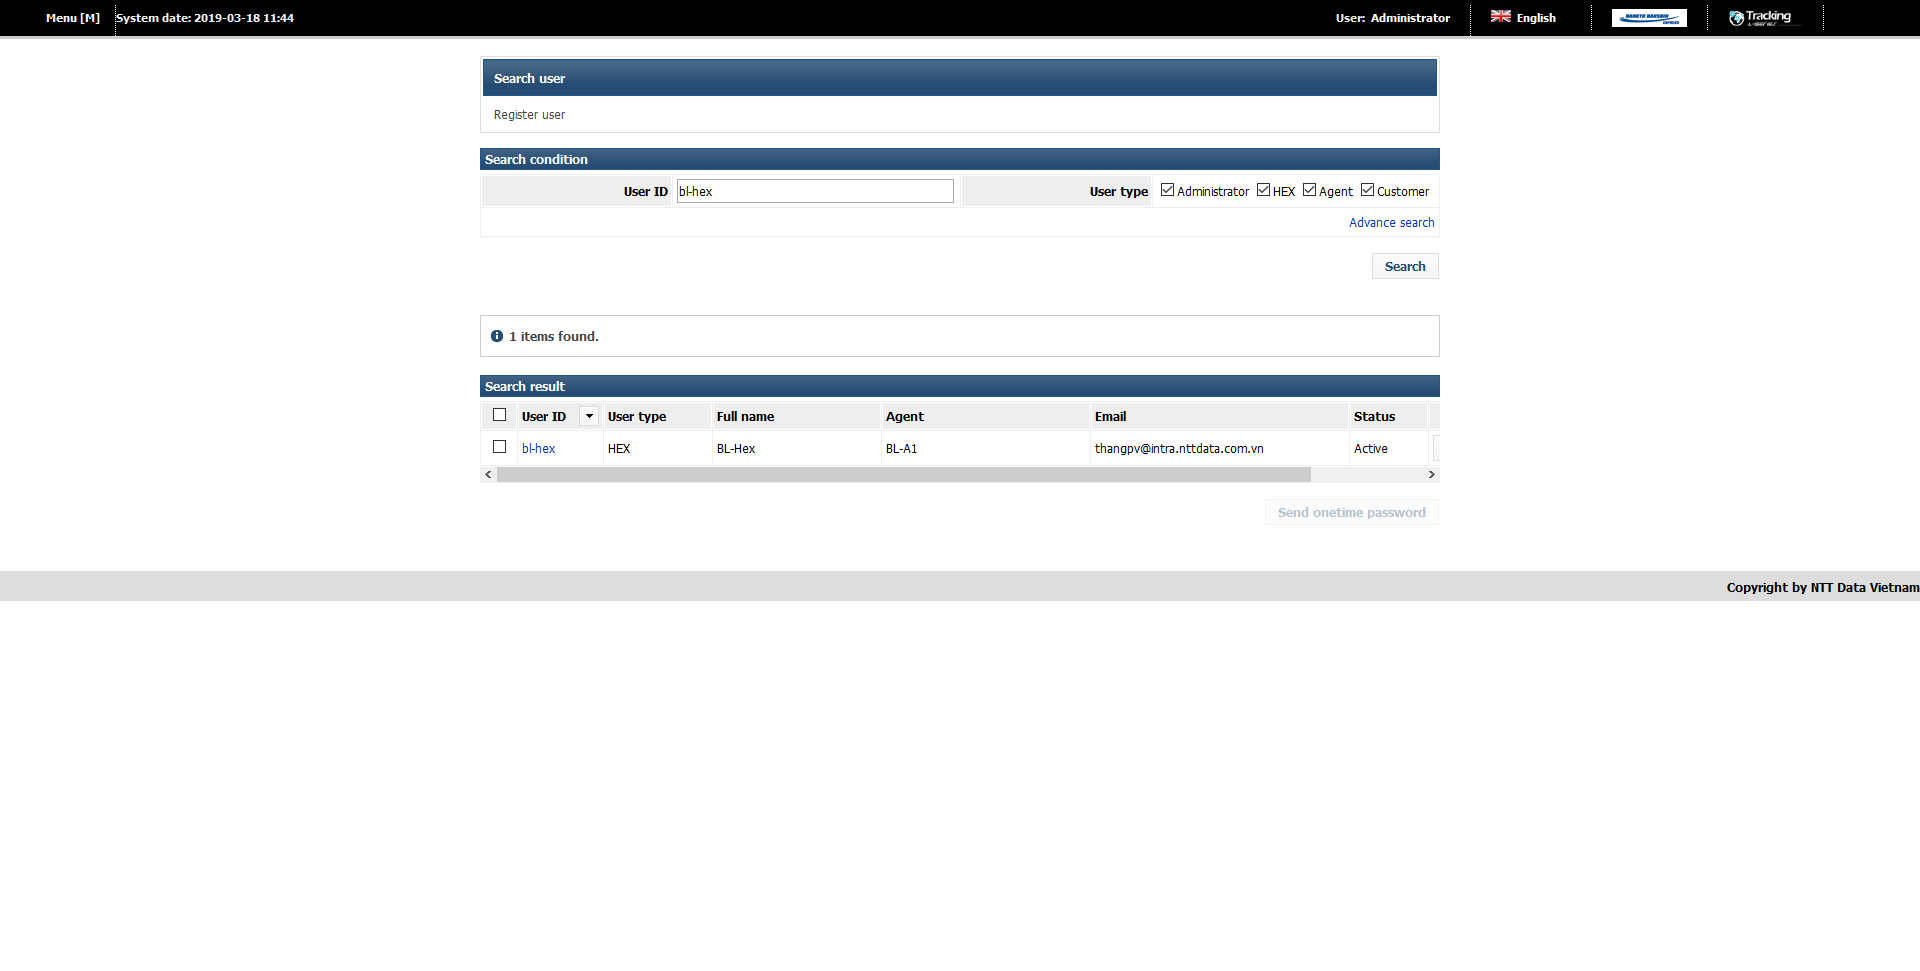 Menu [M] System date: 2019-03-18 11:44 User: Administrator English Tracking
Search user
Register user
Search condition
User ID bl-hex User type Administrator HEX Agent Customer
Advance search
Search
1 items found.
Search result
User ID User type Full name Agent Email Status
bl-hex HEX BL-Hex BL-A1 thangpv@intra.nttdata.com.vn Active
Send onetime password
Copyright by NTT Data Vietnam